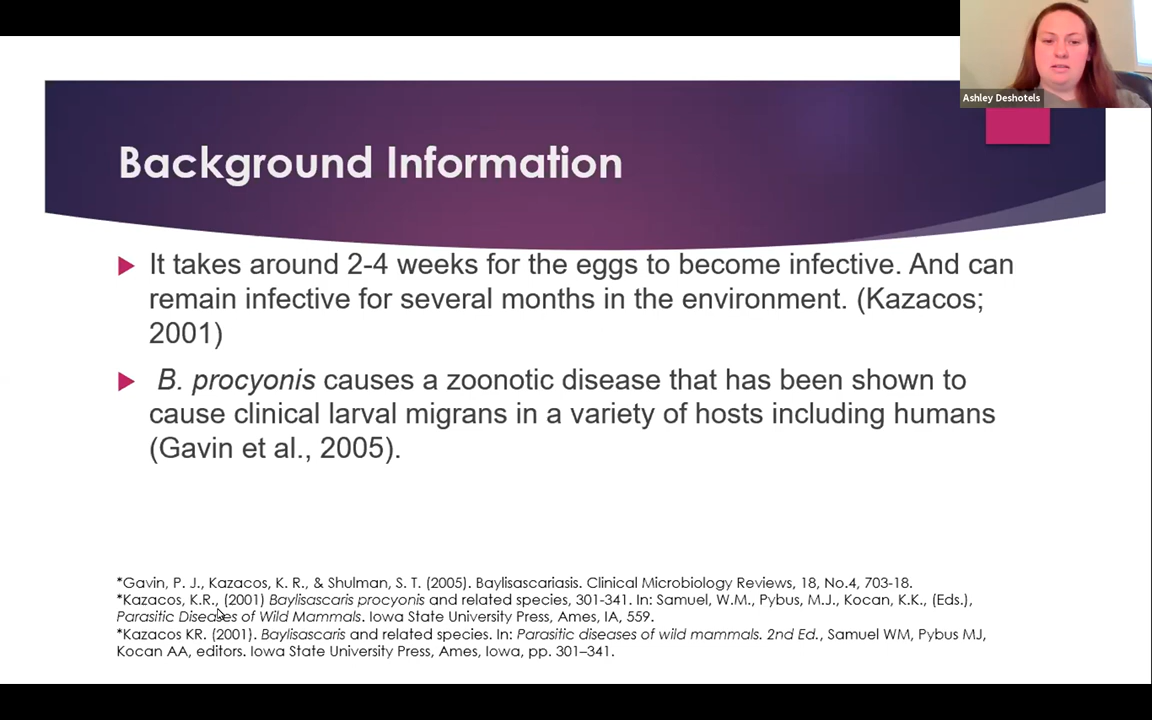 Ashley Deshotels
Background Information
It takes around 2-4 weeks for the eggs to become infective. And can
remain infective for several months in the environment. (Kazacos;
2001)
B. procyonis causes a zoonotic disease that has been shown to
cause clinical larval migrans in a variety of hosts including humans
(Gavin et al., 2005).
*Gavin, P. J., Kazacos, K. R., & Shulman, S. T. (2005). Baylisascariasis. Clinical Microbiology Reviews, 18, No.4, 703-18.
*Kazacos, K.R., (2001) Baylisascaris procyonis and related species, 301-341. In: Samuel, W.M., Pybus, M.J., Kocan, K.K., (Eds.),
Parasitic Diseases of Wild Mammals. Iowa State University Press, Ames, IA, 559.
*Kazacos KR. (2001). Baylisascaris and related species. In: Parasitic diseases of wild mammals. 2nd Ed., Samuel WM, Pybus MJ,
Kocan AA, editors. Iowa State University Press, Ames, Iowa, pp. 301–341.